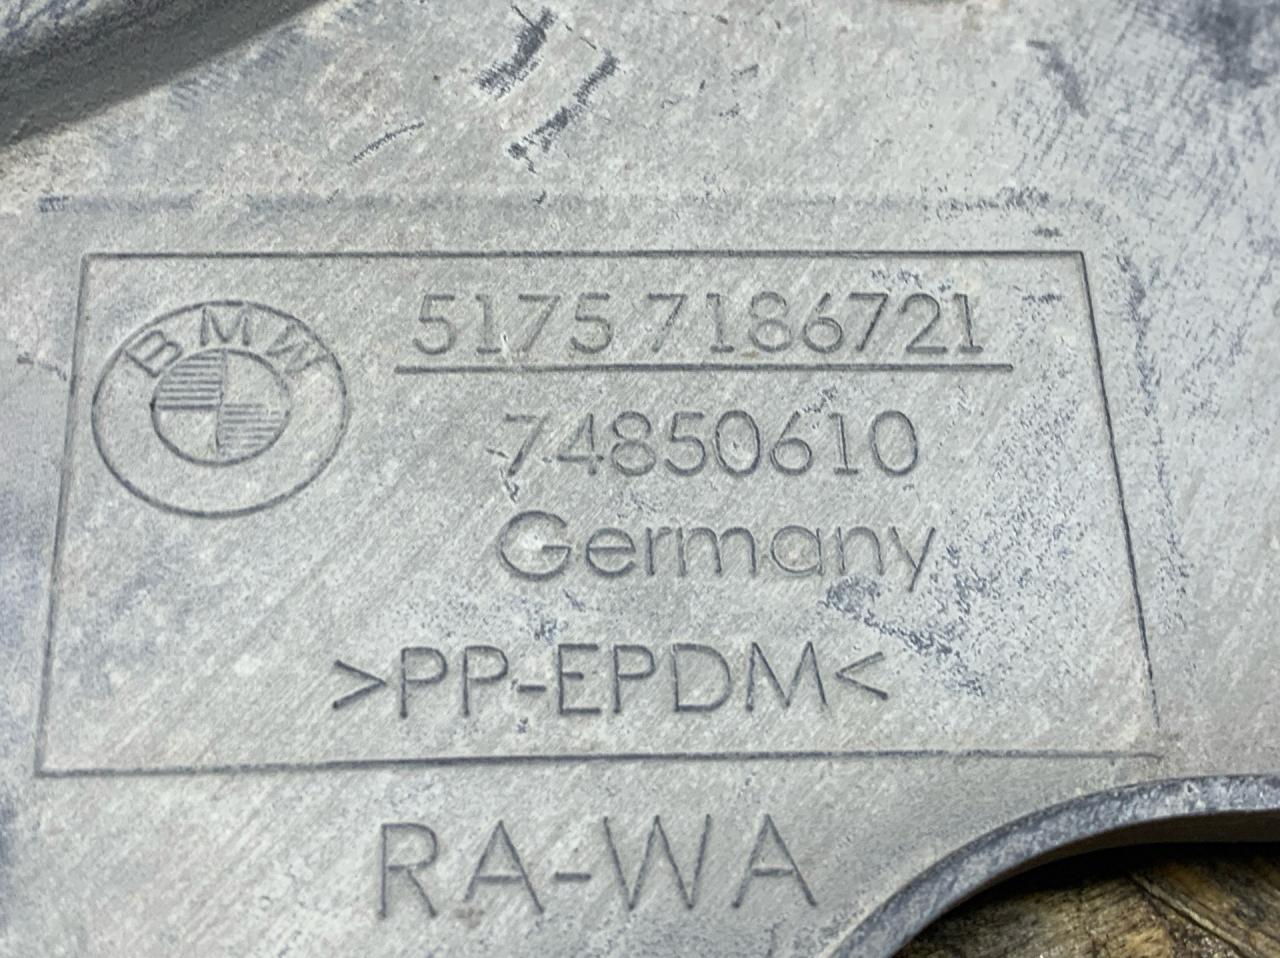 BMW
5175 7186721
74850610
Germany
>PP-EPDM<
RA-WA